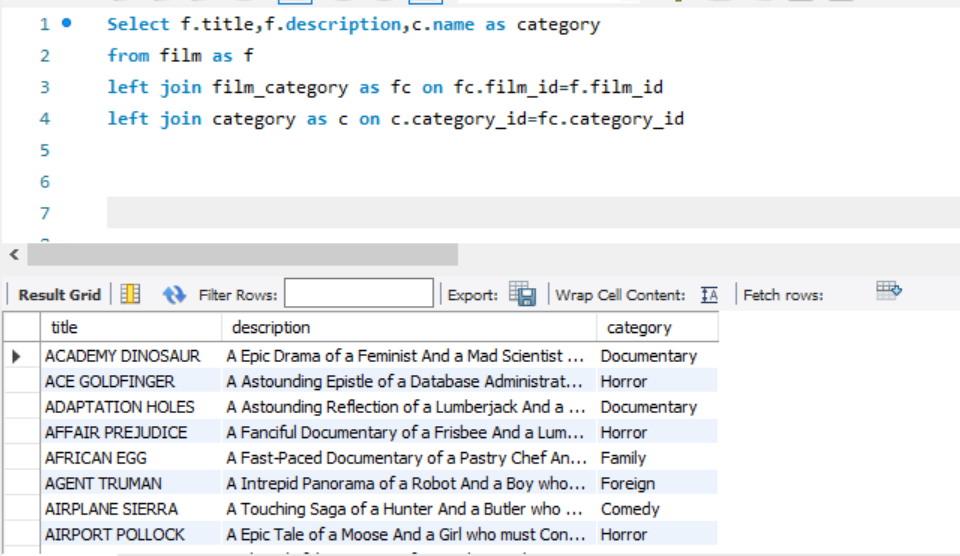 1 Select f.title,f.description,c.name as category
2 from film as f
3 left join film_category as fc on fc.film_id=f.film_id
4 left join category as c on c.category_id=fc.category_id
5
6
7
Result Grid Filter Rows: Export: Wrap Cell Content: IA Fetch rows:
title description category
ACADEMY DINOSAUR A Epic Drama of a Feminist And a Mad Scientist ... Documentary
ACE GOLDFINGER A Astounding Epistle of a Database Administrat... Horror
ADAPTATION HOLES A Astounding Reflection of a Lumberjack And a ... Documentary
AFFAIR PREJUDICE A Fanciful Documentary of a Frisbee And a Lum... Horror
AFRICAN EGG A Fast-Paced Documentary of a Pastry Chef An... Family
AGENT TRUMAN A Intrepid Panorama of a Robot And a Boy who... Foreign
AIRPLANE SIERRA A Touching Saga of a Hunter And a Butler who ... Comedy
AIRPORT POLLOCK A Epic Tale of a Moose And a Girl who must Con... Horror